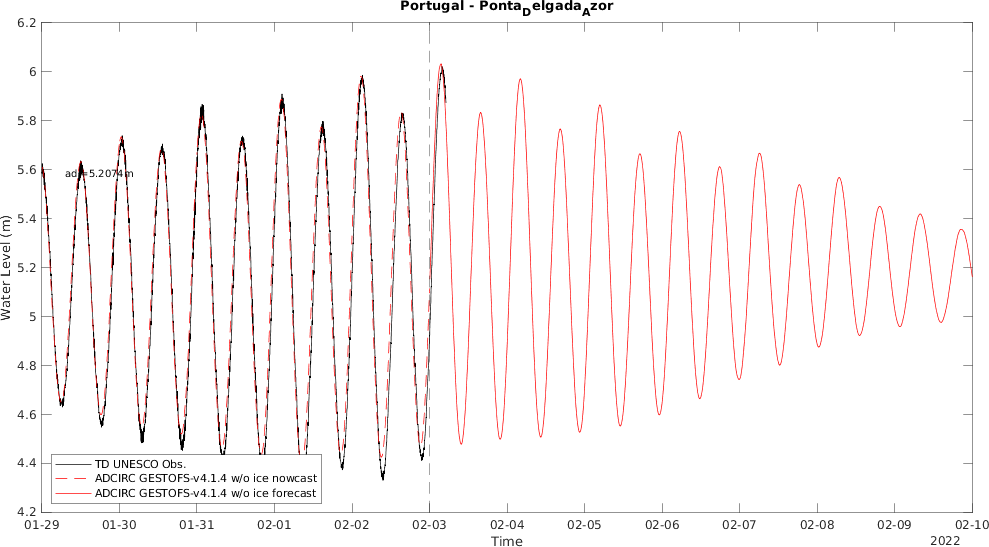 Portugal - PontaDelgadaAzor
6.2
6
5.8
5.6
5.4
5.2
5
4.8
4.6
4.4
4.2
Water Level (m)
adj=5.2074m
TD UNESCO Obs.
ADCIRC GESTOFS-v4.1.4 w/o ice nowcast
ADCIRC GESTOFS-v4.1.4 w/o ice forecast
01-29 01-30 01-31 02-01 02-02 02-03 02-04 02-05 02-06 02-07 02-08 02-09 02-10
Time
2022